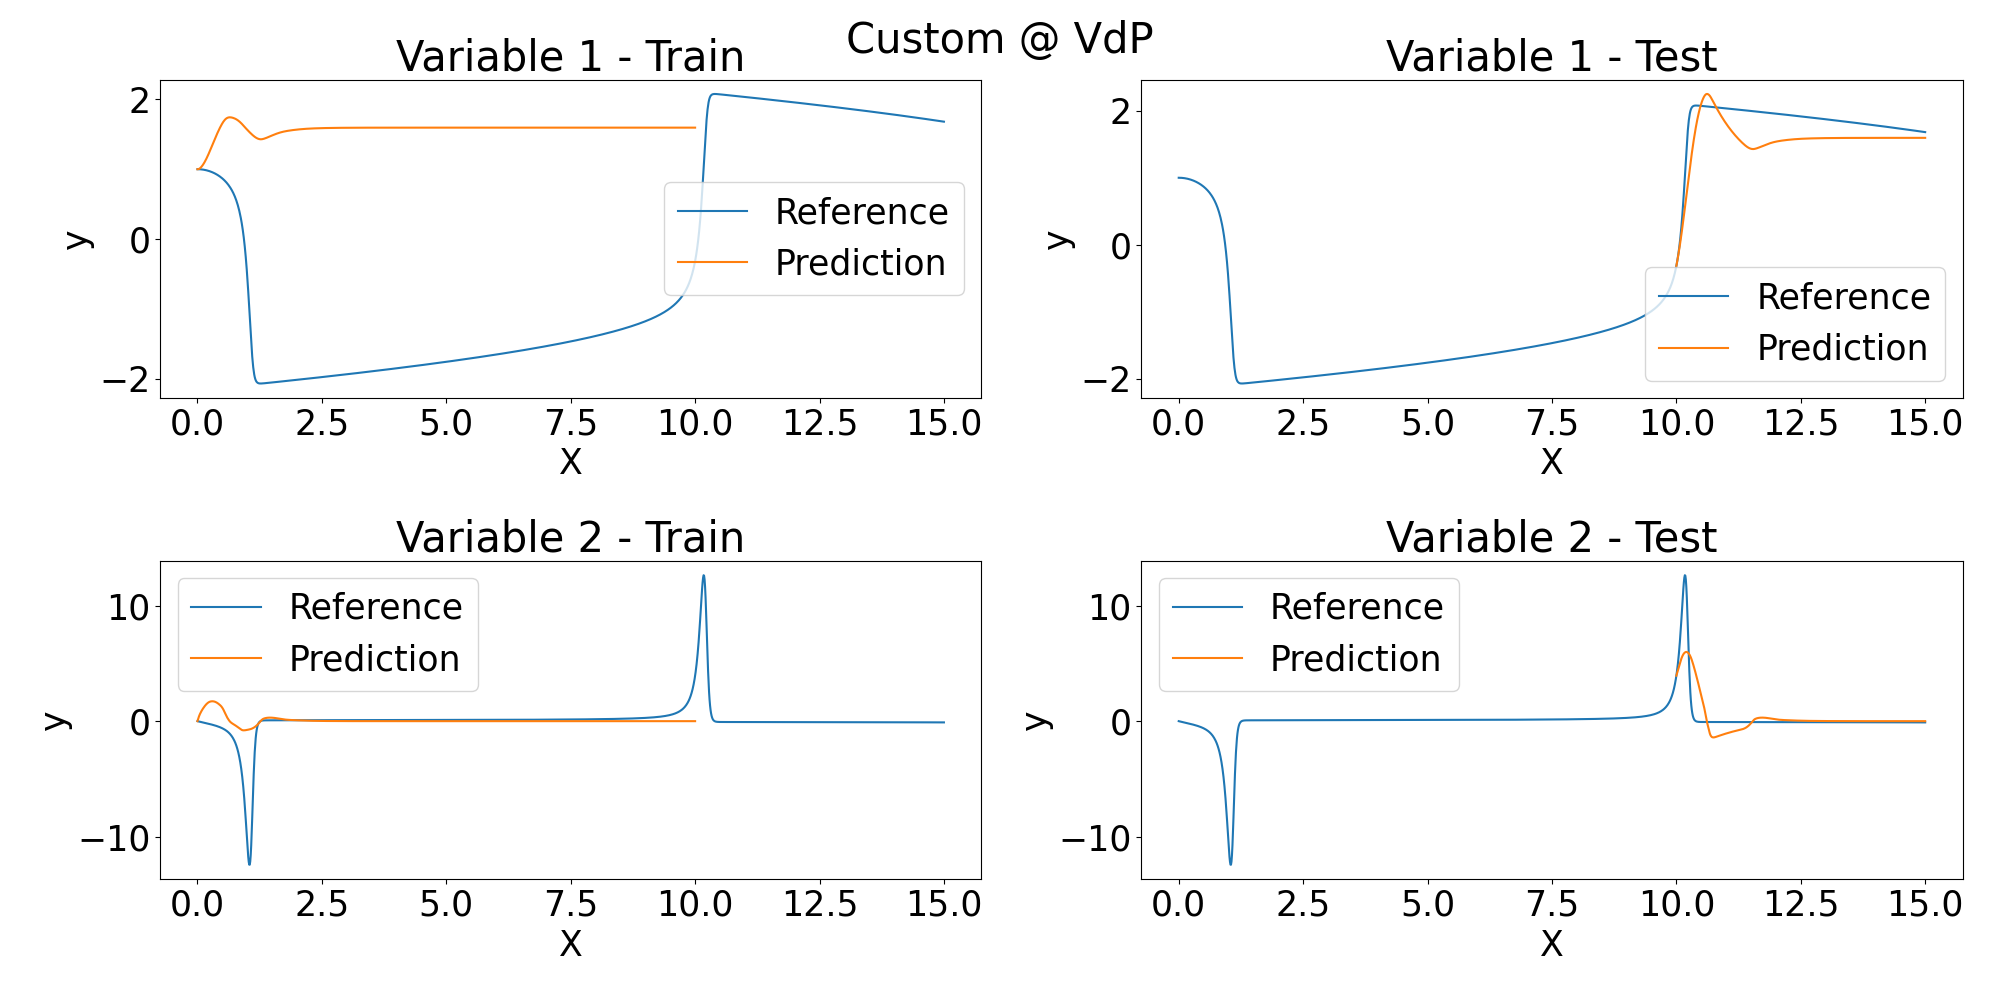 Custom @ VdP
Variable 1 - Train
2
0
−2
y
Reference
Prediction
0.0 2.5 5.0 7.5 10.0 12.5 15.0
X
Variable 1 - Test
2
0
−2
y
Reference
Prediction
0.0 2.5 5.0 7.5 10.0 12.5 15.0
X
Variable 2 - Train
10
0
−10
y
Reference
Prediction
0.0 2.5 5.0 7.5 10.0 12.5 15.0
X
Variable 2 - Test
10
0
−10
y
Reference
Prediction
0.0 2.5 5.0 7.5 10.0 12.5 15.0
X